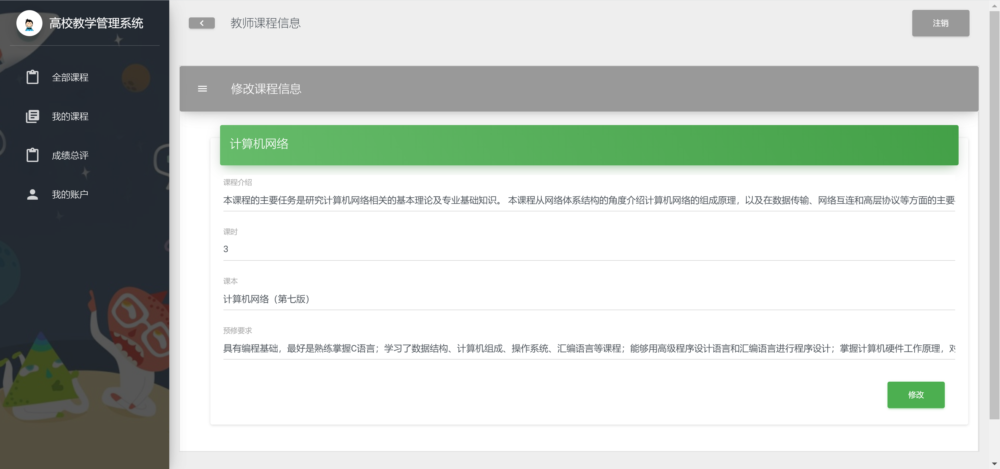 高校教学管理系统
全部课程
我的课程
成绩总评
我的账户
教师课程信息
注销
修改课程信息
计算机网络
课程介绍
本课程的主要任务是研究计算机网络相关的基本理论及专业基础知识。 本课程从网络体系结构的角度介绍计算机网络的组成原理，以及在数据传输、网络互连和高层协议等方面的主要
课时
3
课本
计算机网络（第七版）
预修要求
具有编程基础，最好是熟练掌握C语言；学习了数据结构、计算机组成、操作系统、汇编语言等课程；能够用高级程序设计语言和汇编语言进行程序设计；掌握计算机硬件工作原理，对
修改